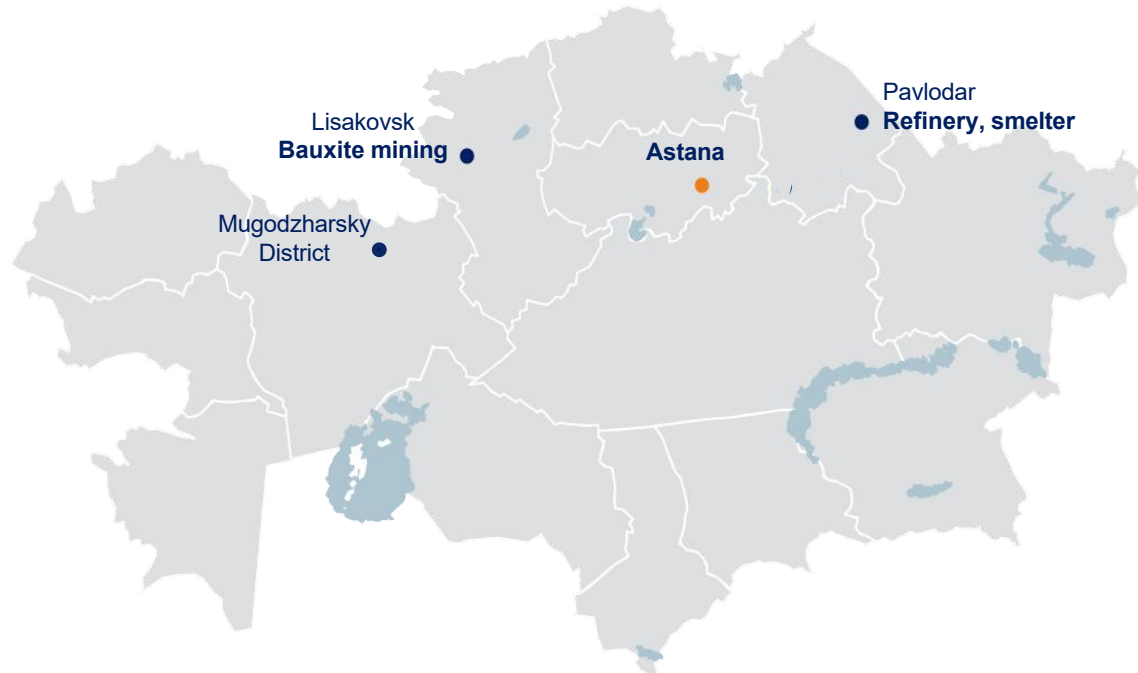 Pavlodar
Refinery, smelter
Lisakovsk
Bauxite mining
Astana
Mugodzharsky
District